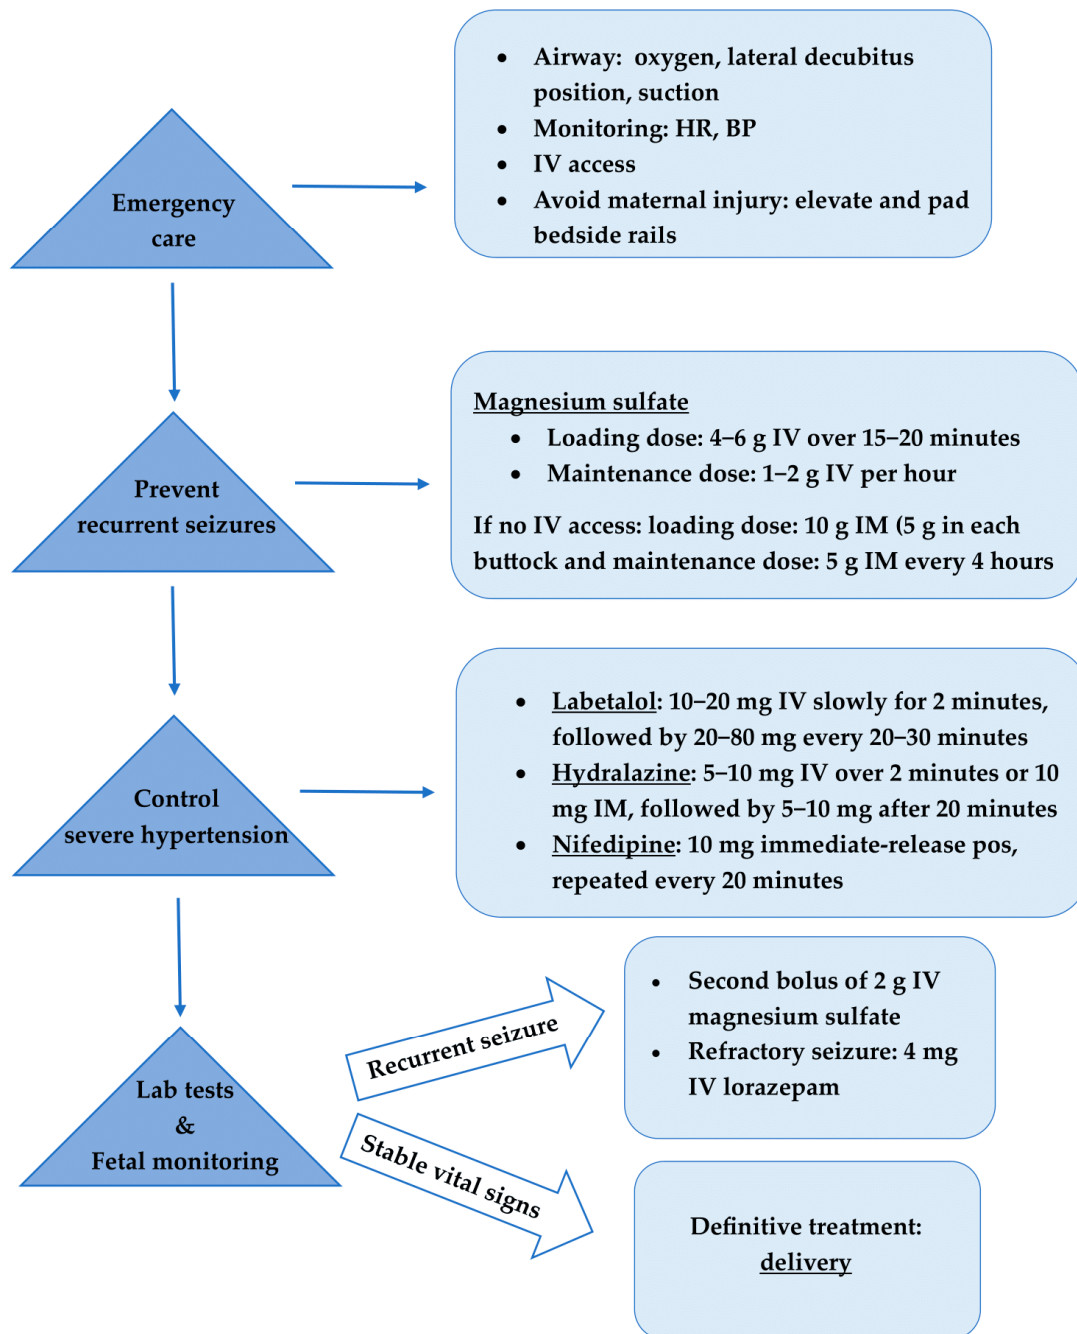 Emergency
care
• Airway:  oxygen, lateral decubitus
position, suction
• Monitoring: HR, BP
• IV access
• Avoid maternal injury: elevate and pad
bedside rails
Prevent
recurrent seizures
Magnesium sulfate
• Loading dose: 4–6 g IV over 15–20 minutes
• Maintenance dose: 1–2 g IV per hour
If no IV access: loading dose: 10 g IM (5 g in each
buttock and maintenance dose: 5 g IM every 4 hours
Control
severe hypertension
• Labetalol: 10–20 mg IV slowly for 2 minutes,
followed by 20–80 mg every 20–30 minutes
• Hydralazine: 5–10 mg IV over 2 minutes or 10
mg IM, followed by 5–10 mg after 20 minutes
• Nifedipine: 10 mg immediate-release pos,
repeated every 20 minutes
Lab tests
&
Fetal monitoring
Recurrent seizure
• Second bolus of 2 g IV
magnesium sulfate
• Refractory seizure: 4 mg
IV lorazepam
Stable vital signs
Definitive treatment:
delivery